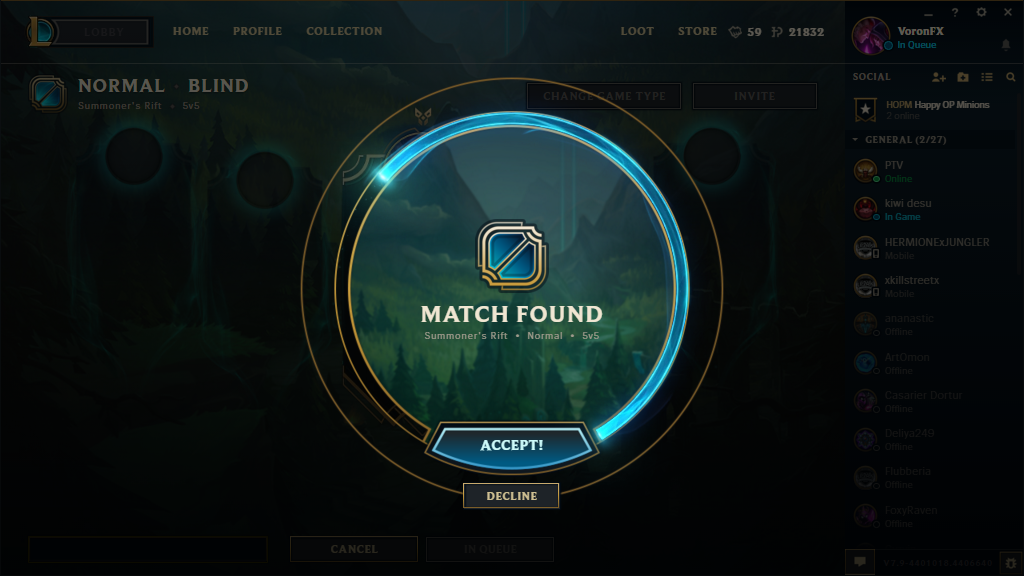 LOBBY
HOME
PROFILE
COLLECTION
LOOT
STORE
59
21832
VoronFX
In Queue
NORMAL · BLIND
Summoner's Rift • 5v5
CHANGE GAME TYPE
INVITE
SOCIAL
HOPM Happy OP Minions
2 online
GENERAL (2/27)
PTV
Online
kiwi desu
In Game
HERMIONExJUNGLER
Mobile
xkillstreetx
Mobile
ananastic
Offline
ArtOmon
Offline
Casarier Dortur
Offline
Deliya249
Offline
Flubberia
Offline
FoxyRaven
Offline
MATCH FOUND
Summoner's Rift • Normal • 5v5
ACCEPT!
DECLINE
CANCEL
IN QUEUE